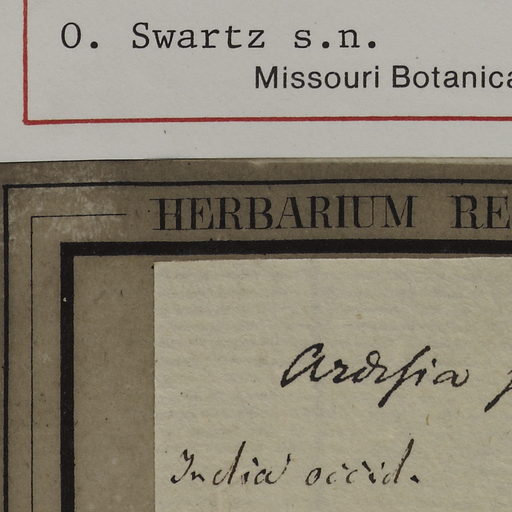 O. Swartz s.n.
Missouri Botanica
HERBARIUM RE
Ardisia
India occid.